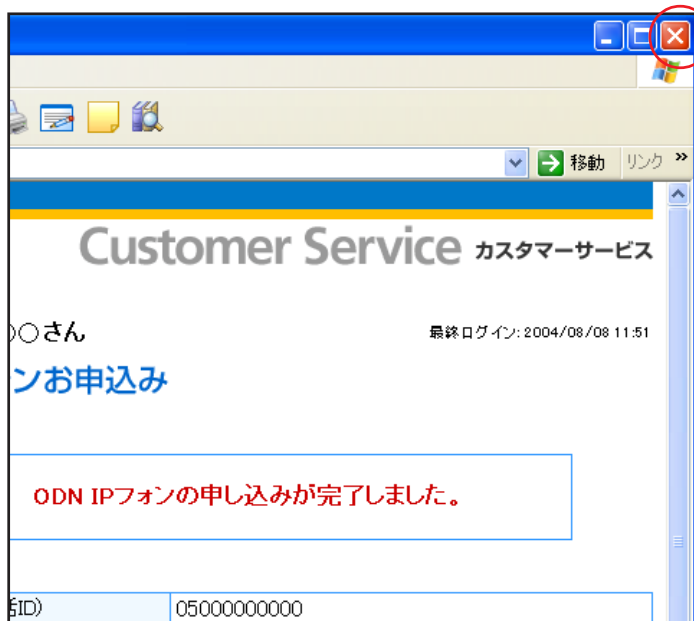 移動 リンク »
Customer Service カスタマーサービス
○さん
最終ログイン: 2004/08/08 11:51
ンお申込み
ODN IPフォンの申し込みが完了しました。
ID)
05000000000